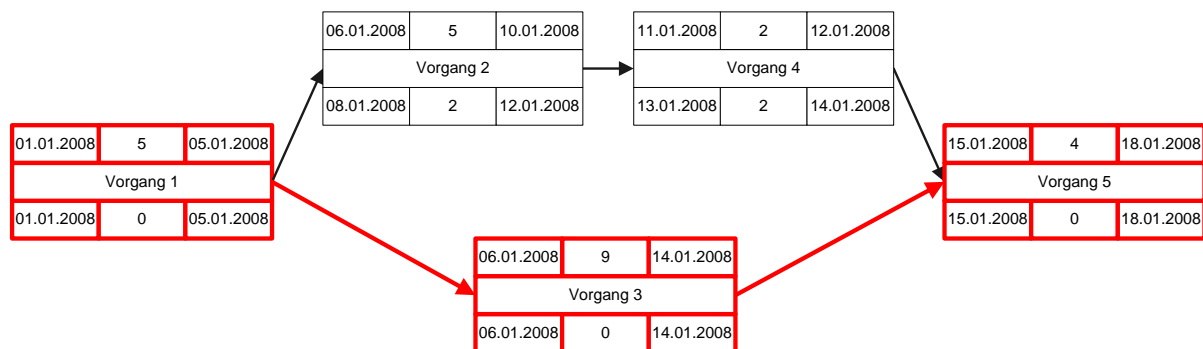 06.01.2008 5 10.01.2008
Vorgang 2
08.01.2008 2 12.01.2008
11.01.2008 2 12.01.2008
Vorgang 4
13.01.2008 2 14.01.2008
01.01.2008 5 05.01.2008
Vorgang 1
01.01.2008 0 05.01.2008
15.01.2008 4 18.01.2008
Vorgang 5
15.01.2008 0 18.01.2008
06.01.2008 9 14.01.2008
Vorgang 3
06.01.2008 0 14.01.2008